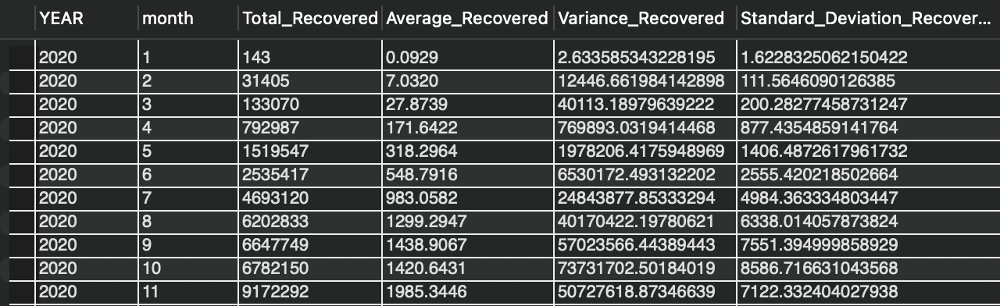 YEAR month Total_Recovered Average_Recovered Variance_Recovered Standard_Deviation_Recover...
2020 1 143 0.0929 2.633585343228195 1.6228325062150422
2020 2 31405 7.0320 12446.661984142898 111.5646090126385
2020 3 133070 27.8739 40113.18979639222 200.28277458731247
2020 4 792987 171.6422 769893.0319414468 877.4354859141764
2020 5 1519547 318.2964 1978206.4175948969 1406.4872617961732
2020 6 2535417 548.7916 6530172.493132202 2555.420218502664
2020 7 4693120 983.0582 24843877.85333294 4984.363334803447
2020 8 6202833 1299.2947 40170422.19780621 6338.014057873824
2020 9 6647749 1438.9067 57023566.44389443 7551.394999858929
2020 10 6782150 1420.6431 73731702.50184019 8586.716631043568
2020 11 9172292 1985.3446 50727618.87346639 7122.332404027938